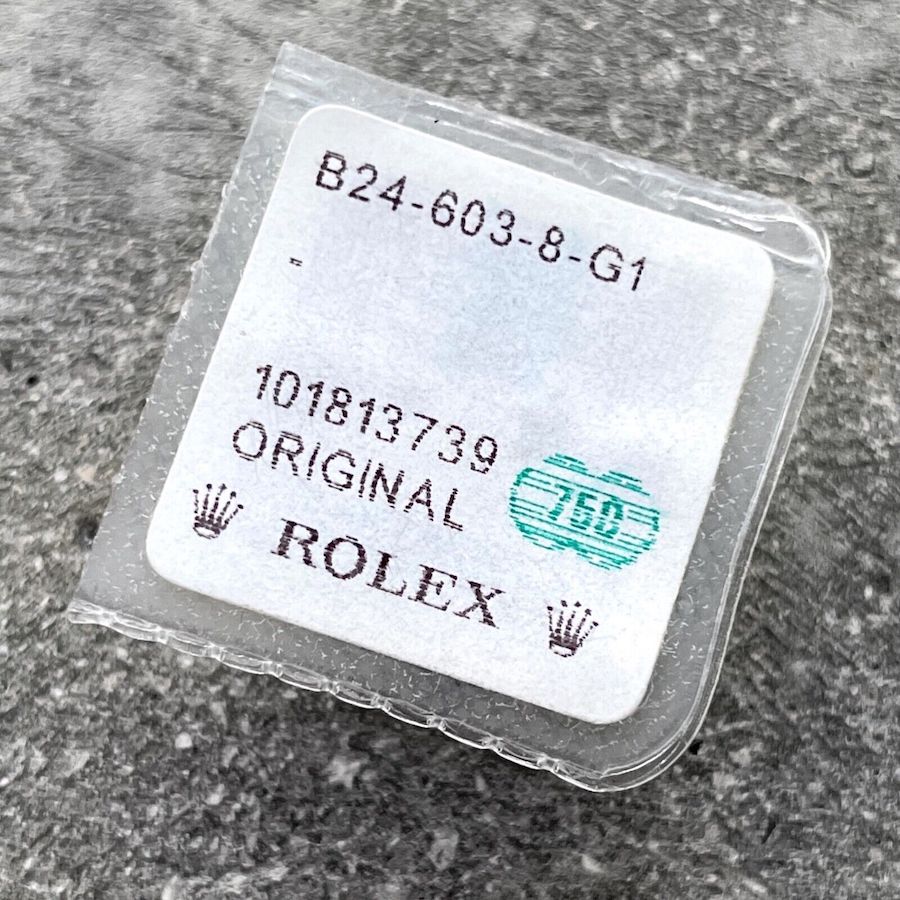 B24-603-8-G1
-
101813739
ORIGINAL
750
ROLEX